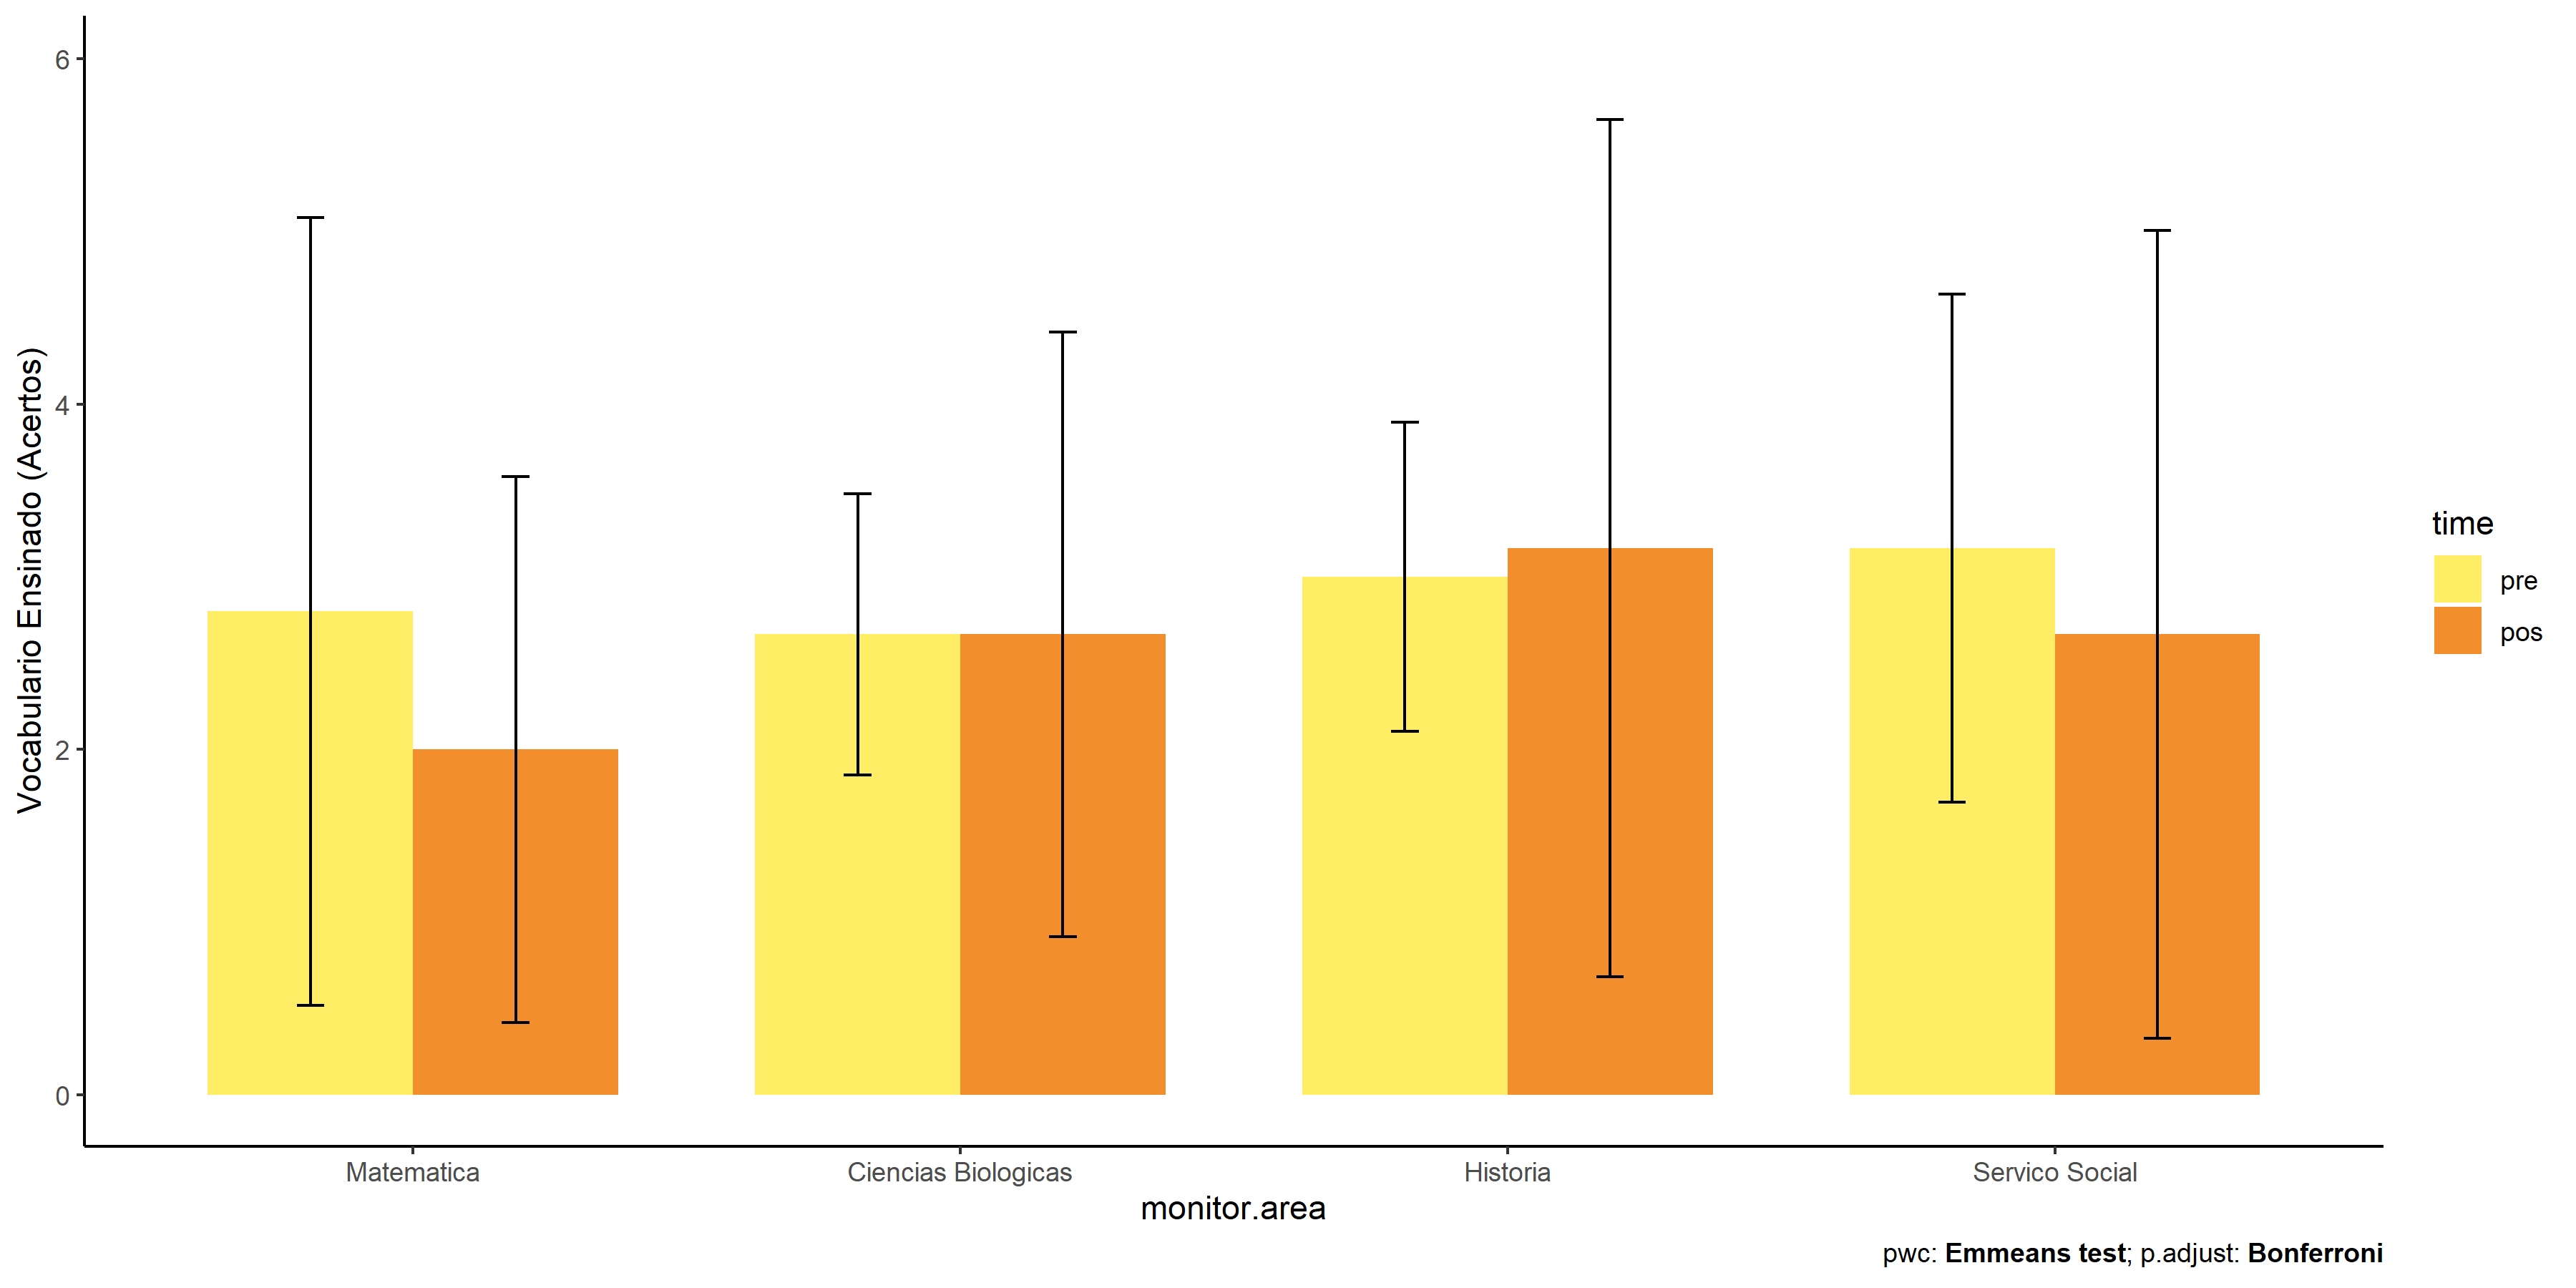 6
4
2
0
Vocabulario Ensinado (Acertos)
Matematica
Ciencias Biologicas
Historia
Servico Social
monitor.area
time
pre
pos
pwc: Emmeans test; p.adjust: Bonferroni